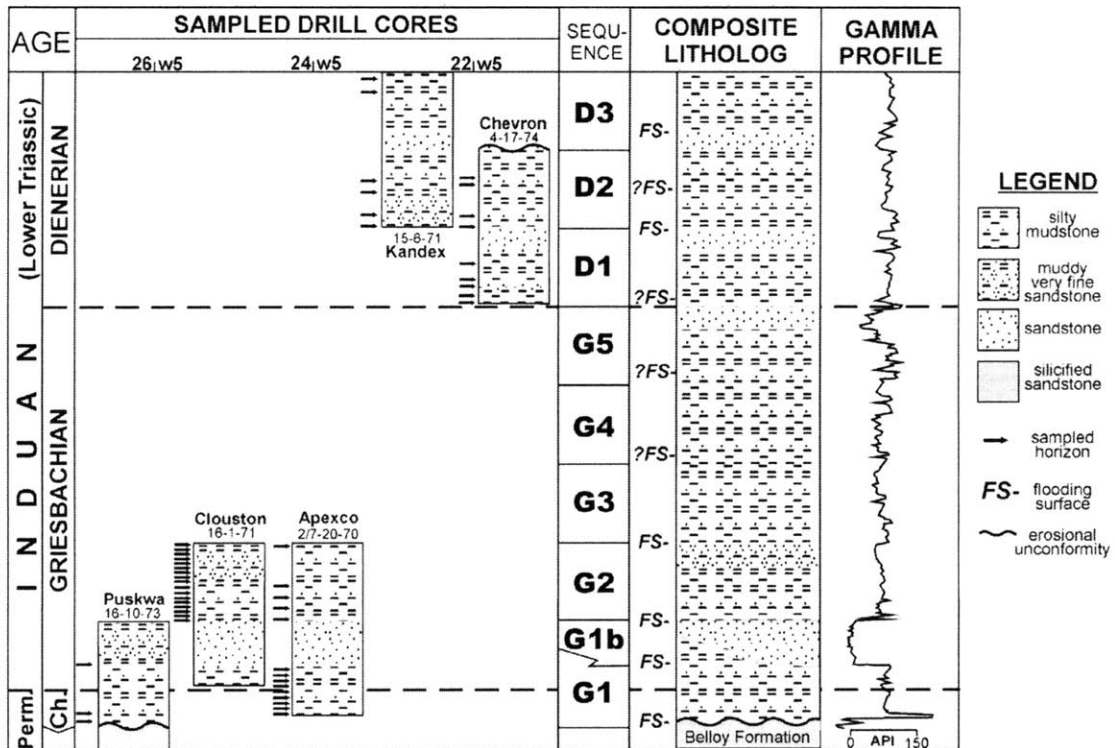 AGE
SAMPLED DRILL CORES
26 w5
24 w5
22 w5
SEQU-
ENCE
COMPOSITE
LITHOLOG
GAMMA
PROFILE
(Lower Triassic)
INDUAN
Perm.
DIENERIAN
GRIESBACHIAN
Ch.
Chevron
4-17-74
15-6-71
Kandex
Clouston
16-1-71
Apexco
2/7-20-70
Puskwa
16-10-73
D3
D2
D1
G5
G4
G3
G2
G1b
G1
FS-
?FS-
FS-
?FS-
?FS-
?FS-
FS-
FS-
FS-
FS-
Belloy Formation
0 API 150
LEGEND
silty
mudstone
muddy
very fine
sandstone
sandstone
silicified
sandstone
sampled
horizon
FS- flooding
surface
erosional
unconformity